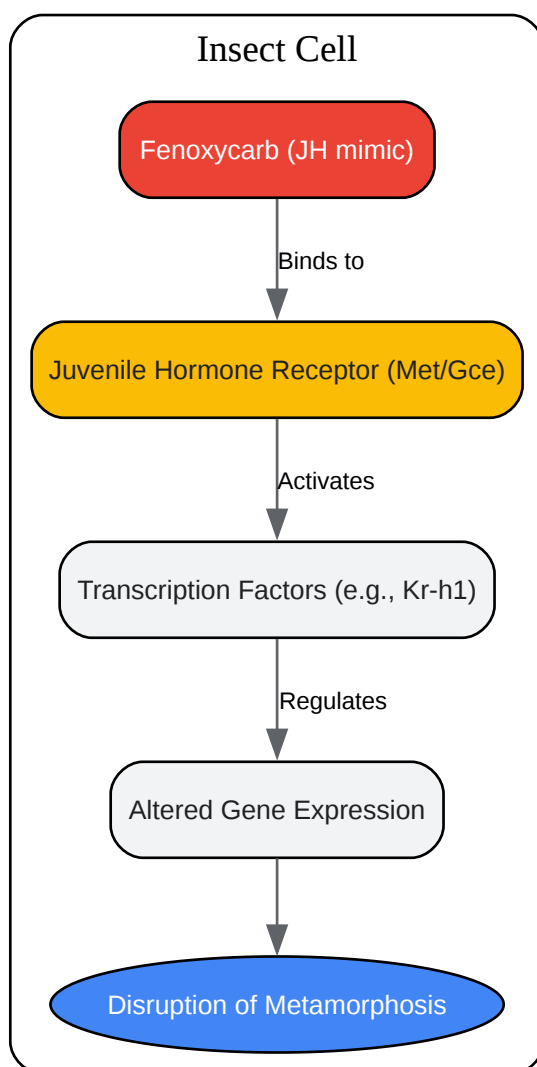 Insect Cell
Fenoxycarb (JH mimic)
Binds to
Juvenile Hormone Receptor (Met/Gce)
Activates
Transcription Factors (e.g., Kr-h1)
Regulates
Altered Gene Expression
Disruption of Metamorphosis